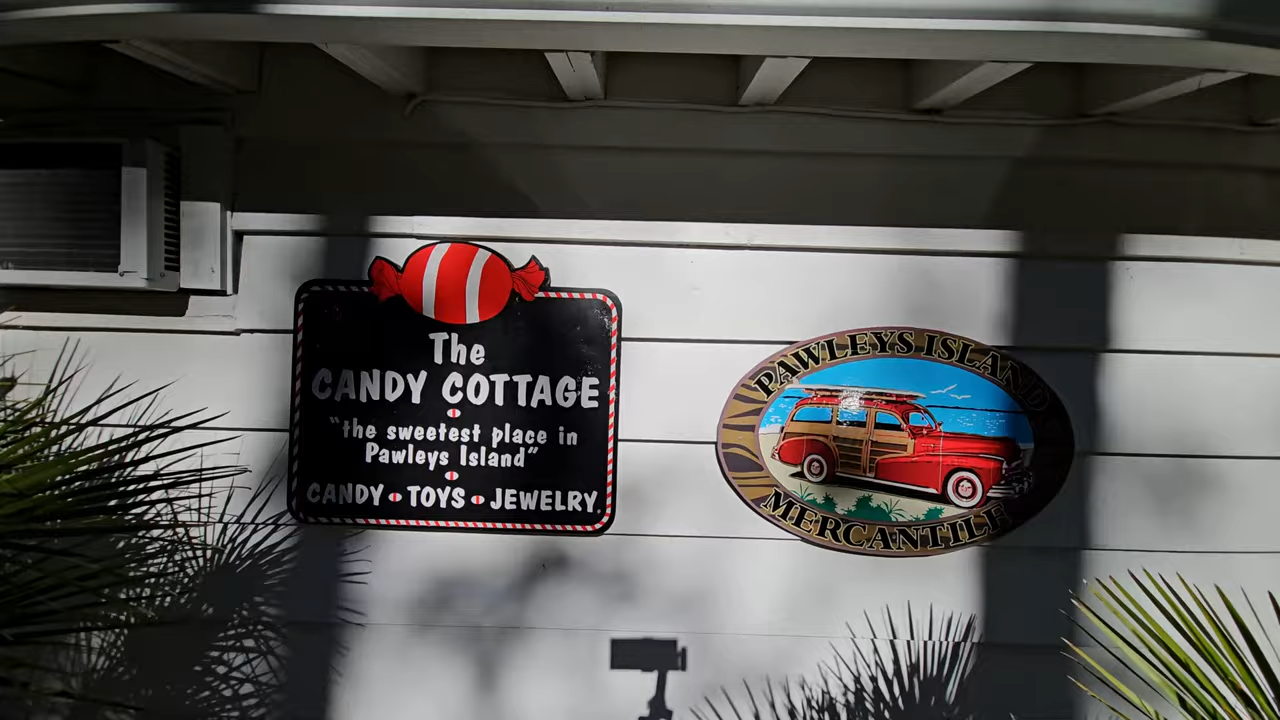 The
CANDY COTTAGE
"the sweetest place in
Pawleys Island"
CANDY • TOYS • JEWELRY.
PAWLEYS ISLAND
MERCANTILE